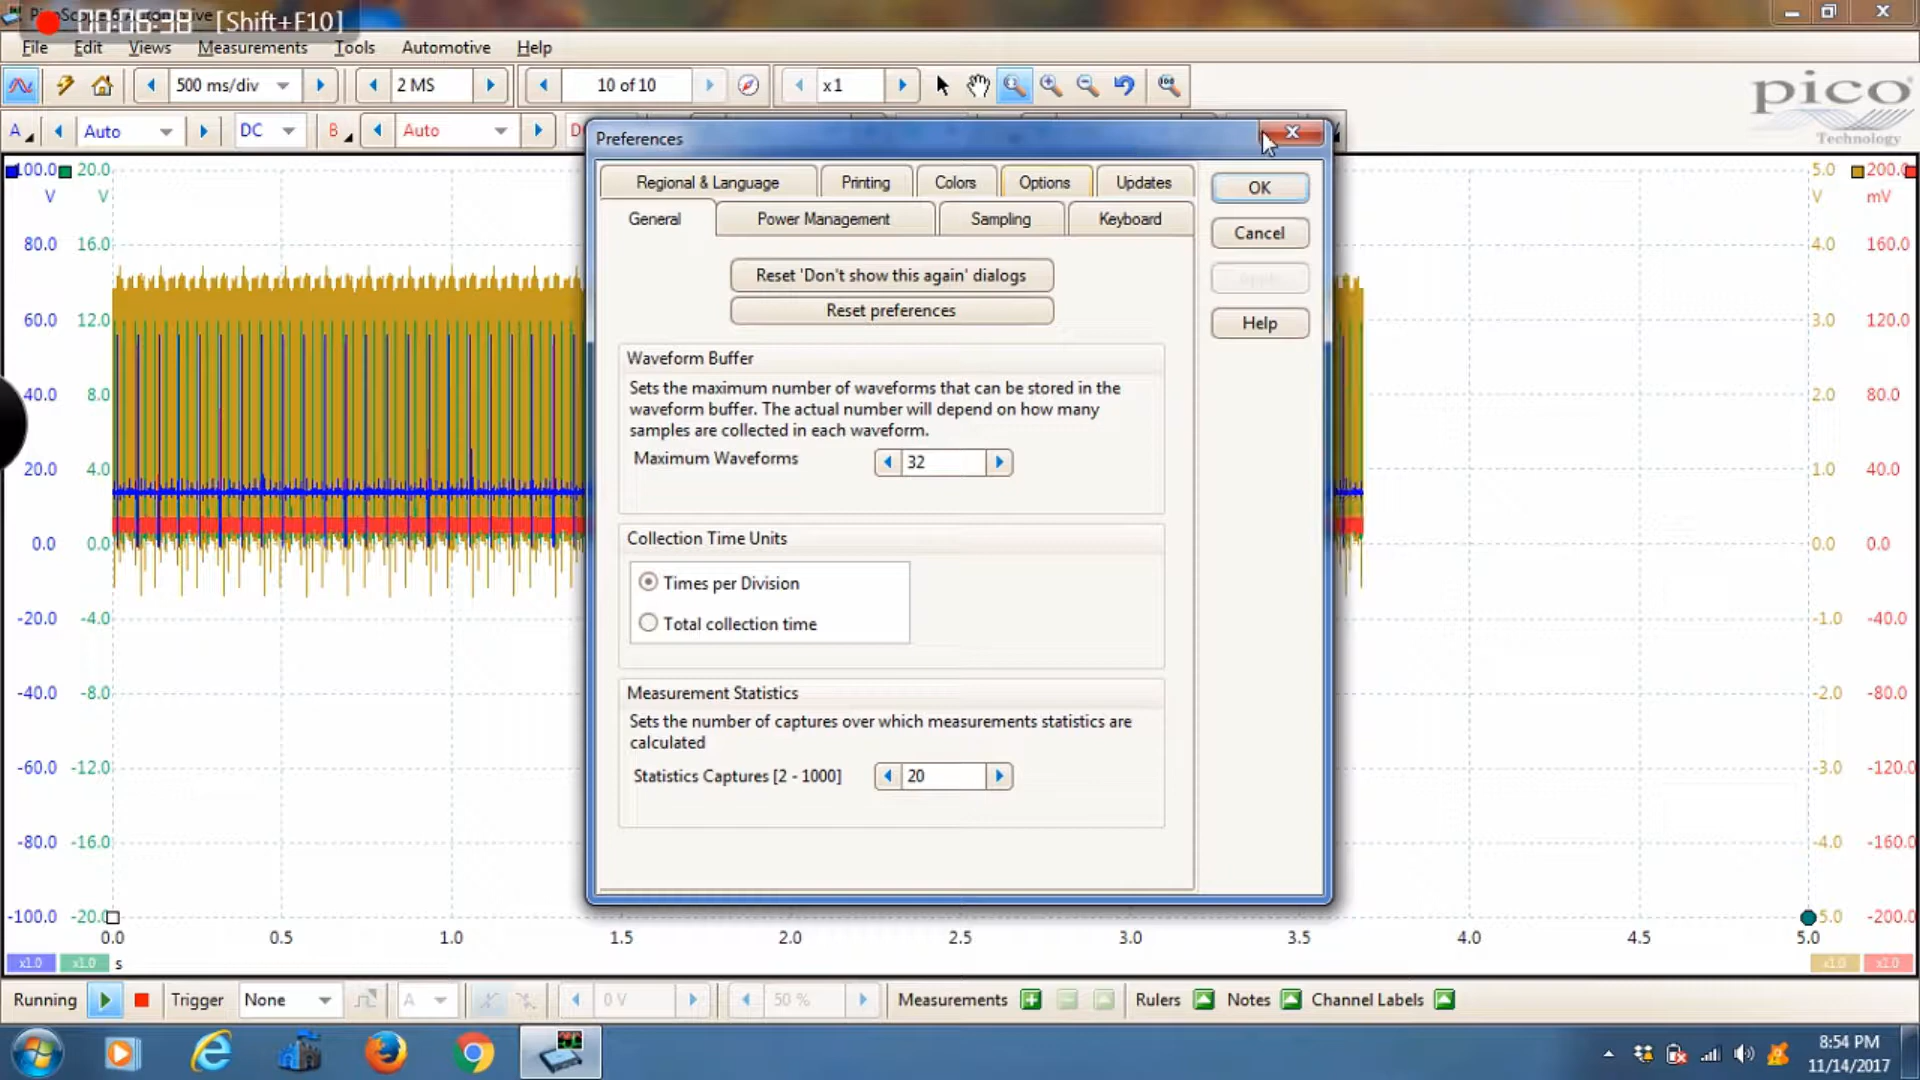 00:06:38 [Shift+F10]
File Edit Views Measurements Tools Automotive Help
500 ms/div 2 MS 10 of 10 x1
pico
Technology
A Auto DC B Auto
Preferences
Regional & Language Printing Colors Options Updates
General Power Management Sampling Keyboard
OK
Cancel
Apply
Help
Reset 'Don't show this again' dialogs
Reset preferences
Waveform Buffer
Sets the maximum number of waveforms that can be stored in the
waveform buffer. The actual number will depend on how many
samples are collected in each waveform.
Maximum Waveforms 32
Collection Time Units
Times per Division
Total collection time
Measurement Statistics
Sets the number of captures over which measurements statistics are
calculated
Statistics Captures [2 - 1000] 20
100.0 20.0 5.0 200.0
V V V mV
80.0 16.0 4.0 160.0
60.0 12.0 3.0 120.0
40.0 8.0 2.0 80.0
20.0 4.0 1.0 40.0
0.0 0.0 0.0 0.0
-20.0 -4.0 -1.0 -40.0
-40.0 -8.0 -2.0 -80.0
-60.0 -12.0 -3.0 -120.0
-80.0 -16.0 -4.0 -160.0
-100.0 -20.0 5.0 -200.0
0.0 0.5 1.0 1.5 2.0 2.5 3.0 3.5 4.0 4.5 5.0
x1.0 x1.0 s x1.0 x1.0
Running Trigger None A 0 V 50 % Measurements Rulers Notes Channel Labels
8:54 PM
11/14/2017